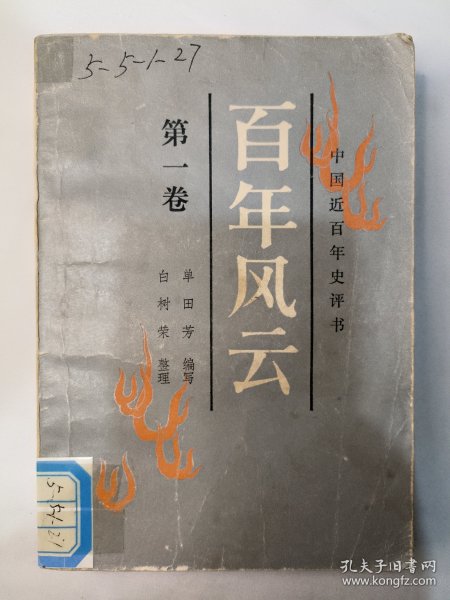 5-5-1-27
中国近百年史评书
百年风云
第一卷
单田芳 编写
白树荣 整理
孔夫子旧书网
www.kongfz.com